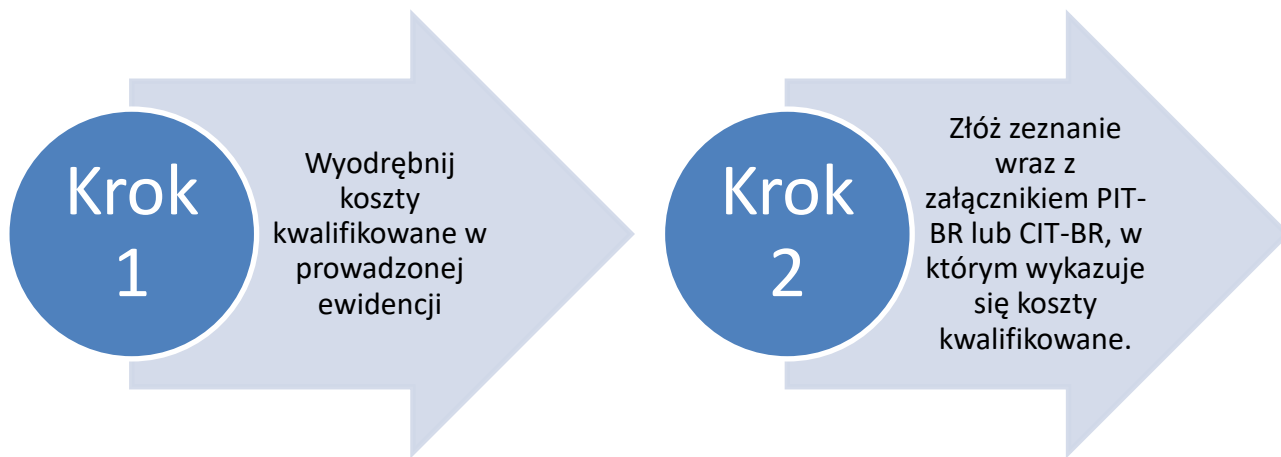 Krok
1
Wyodrębnij
koszty
kwalifikowane w
prowadzonej
ewidencji
Krok
2
Złóż zeznanie
wraz z
załącznikiem PIT-
BR lub CIT-BR, w
którym wykazuje
się koszty
kwalifikowane.